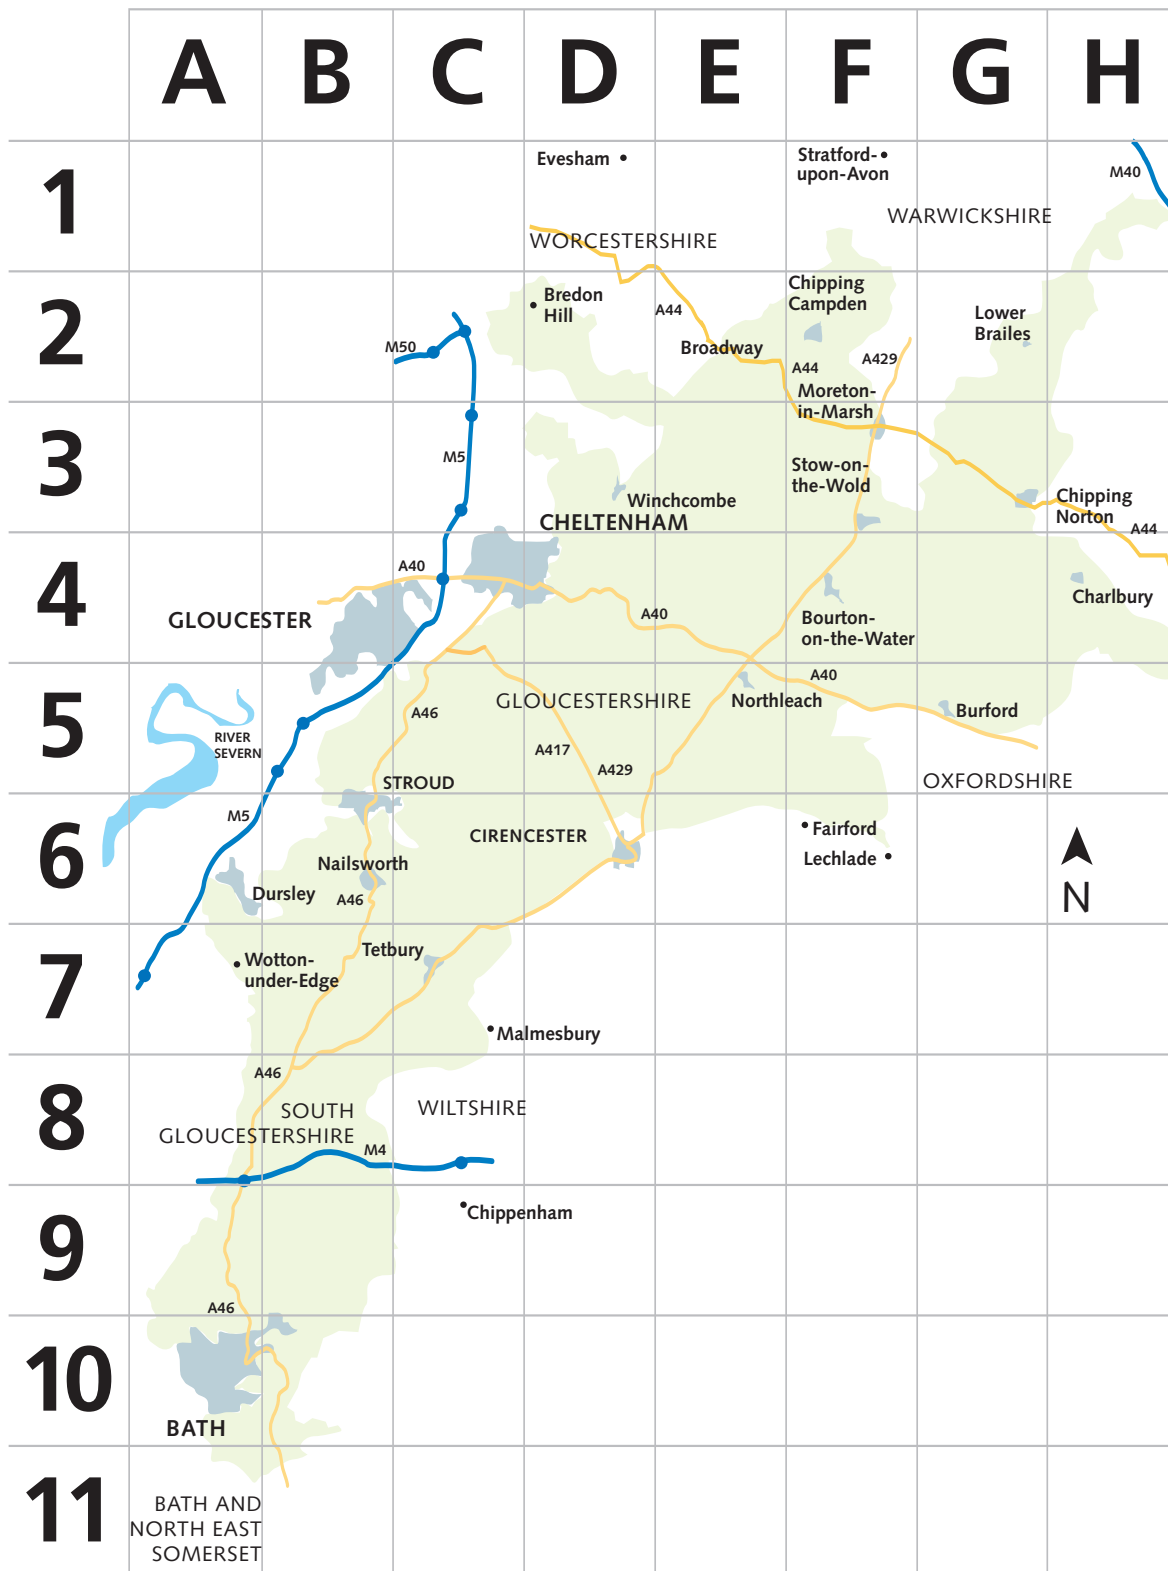 A B C D E F G H
1
Evesham
Stratford-
upon-Avon
M40
WARWICKSHIRE
WORCESTERSHIRE
2
Bredon
Hill
A44
Chipping
Campden
Lower
Brailes
M50
Broadway
A44
A429
Moreton-
in-Marsh
3
M5
Stow-on-
the-Wold
Winchcombe
Chipping
Norton
CHELTENHAM
A44
4
A40
GLOUCESTER
A40
Bourton-
on-the-Water
Charlbury
5
A40
GLOUCESTERSHIRE
Northleach
Burford
A46
RIVER
SEVERN
A417
A429
STROUD
OXFORDSHIRE
6
M5
CIRENCESTER
Fairford
Lechlade
Nailsworth
Dursley
A46
N
7
Tetbury
Wotton-
under-Edge
Malmesbury
8
A46
SOUTH
GLOUCESTERSHIRE
WILTSHIRE
M4
9
Chippenham
A46
10
BATH
11
BATH AND
NORTH EAST
SOMERSET